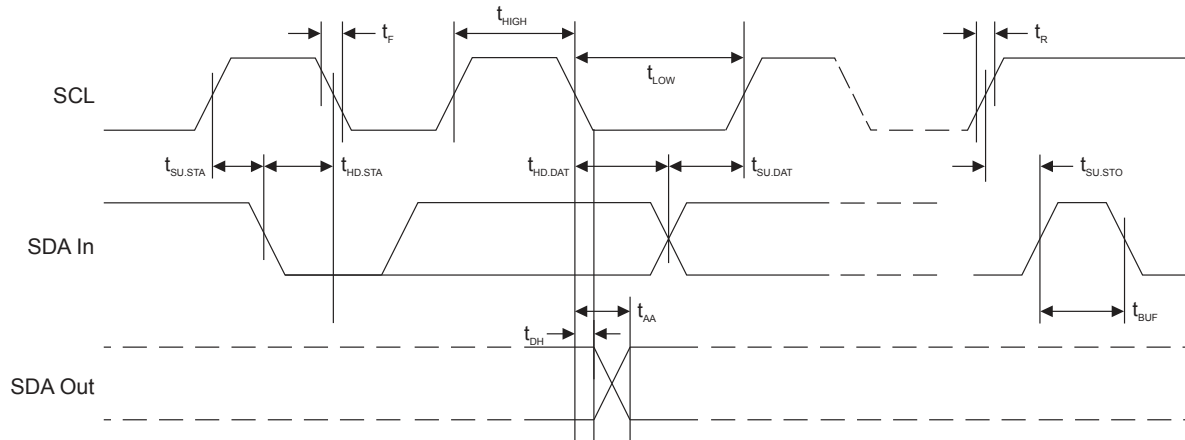 tHIGH
tF
tR
tLOW
SCL
tSU.STA
tHD.STA
tHD.DAT
tSU.DAT
tSU.STO
SDA In
tAA
tBUF
tDH
SDA Out